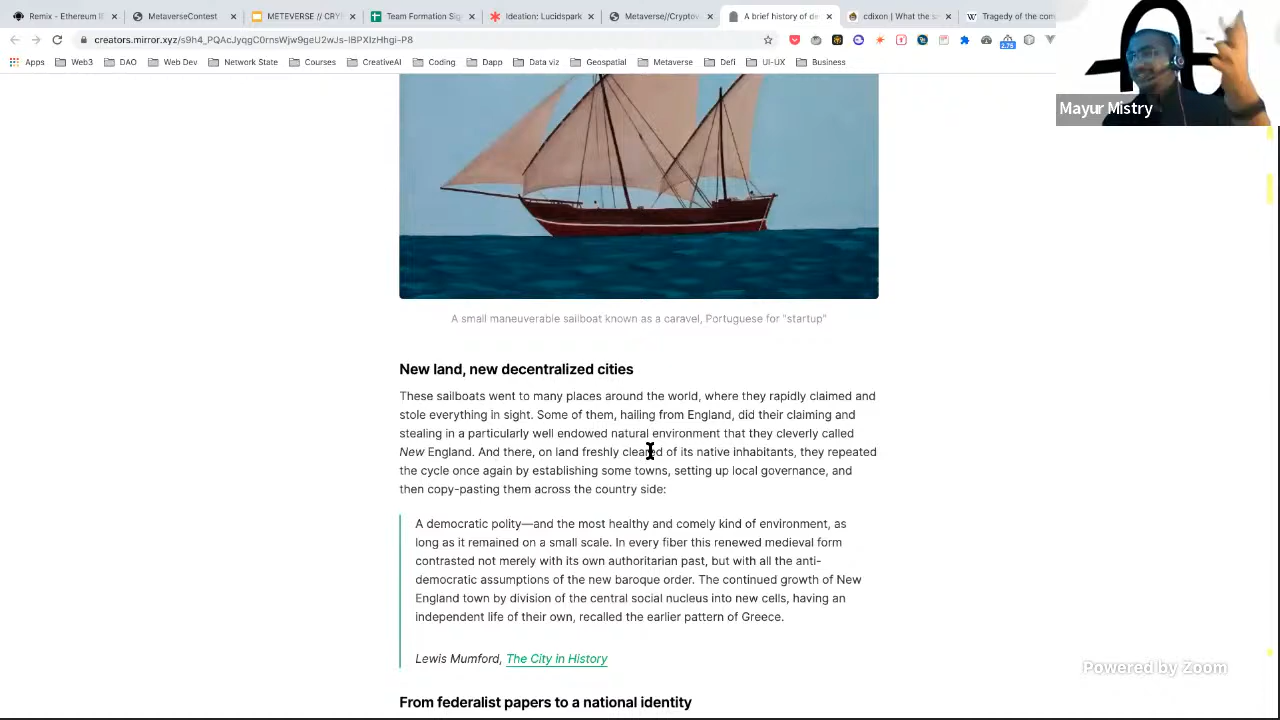 Remix - Ethereum I
MetaverseContest
METEVERSE // CRY
Team Formation Sig
Ideation: Lucidspark
Metaverse//Cryptov
A brief history of de
cdixon | What the s
Tragedy of the con
creators.mirror.xyz/
Apps
Web3
DAO
Web Dev
Network State
Courses
CreativeAI
Coding
Dapp
Data viz
Geospatial
Metaverse
Defi
UI-UX
Business
2.75
Mayur Mistry
A small maneuverable sailboat known as a caravel, Portuguese for "startup"
New land, new decentralized cities
These sailboats went to many places around the world, where they rapidly claimed and
stole everything in sight. Some of them, hailing from England, did their claiming and
stealing in a particularly well endowed natural environment that they cleverly called
New England. And there, on land freshly cleared of its native inhabitants, they repeated
the cycle once again by establishing some towns, setting up local governance, and
then copy-pasting them across the country side:
A democratic polity—and the most healthy and comely kind of environment, as
long as it remained on a small scale. In every fiber this renewed medieval form
contrasted not merely with its own authoritarian past, but with all the anti-
democratic assumptions of the new baroque order. The continued growth of New
England town by division of the central social nucleus into new cells, having an
independent life of their own, recalled the earlier pattern of Greece.
Lewis Mumford, The City in History
From federalist papers to a national identity
Powered by Zoom